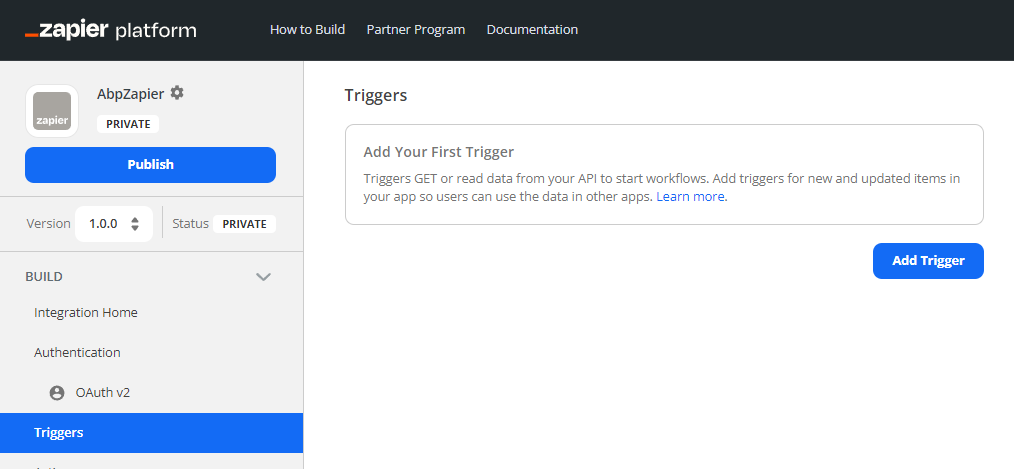 _zapier platform
How to Build
Partner Program
Documentation
zapier
AbpZapier
PRIVATE
Publish
Version 1.0.0 Status PRIVATE
BUILD
Integration Home
Authentication
OAuth v2
Triggers
Triggers
Add Your First Trigger
Triggers GET or read data from your API to start workflows. Add triggers for new and updated items in
your app so users can use the data in other apps. Learn more.
Add Trigger